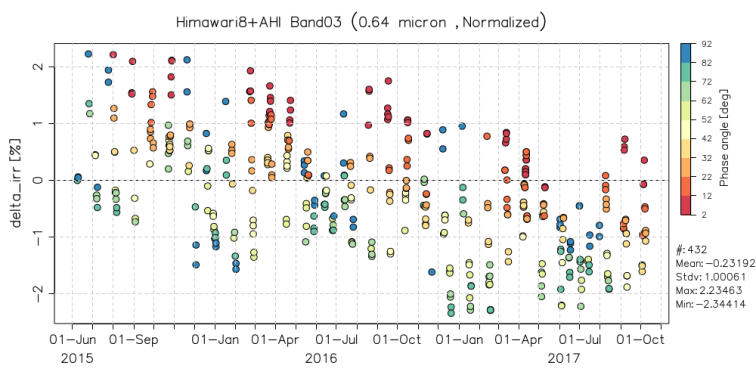 Himawari8+AHI Band03 (0.64 micron ,Normalized)
delta_irr [%]
2
1
0
−1
−2
92
82
72
62
52
42
32
22
12
2
Phase angle [deg]
#: 432
Mean: −0.23192
Stdv: 1.00061
Max: 2.23463
Min: −2.34414
01−Jun 01−Sep 01−Jan 01−Apr 01−Jul 01−Oct 01−Jan 01−Apr 01−Jul 01−Oct
2015 2016 2017